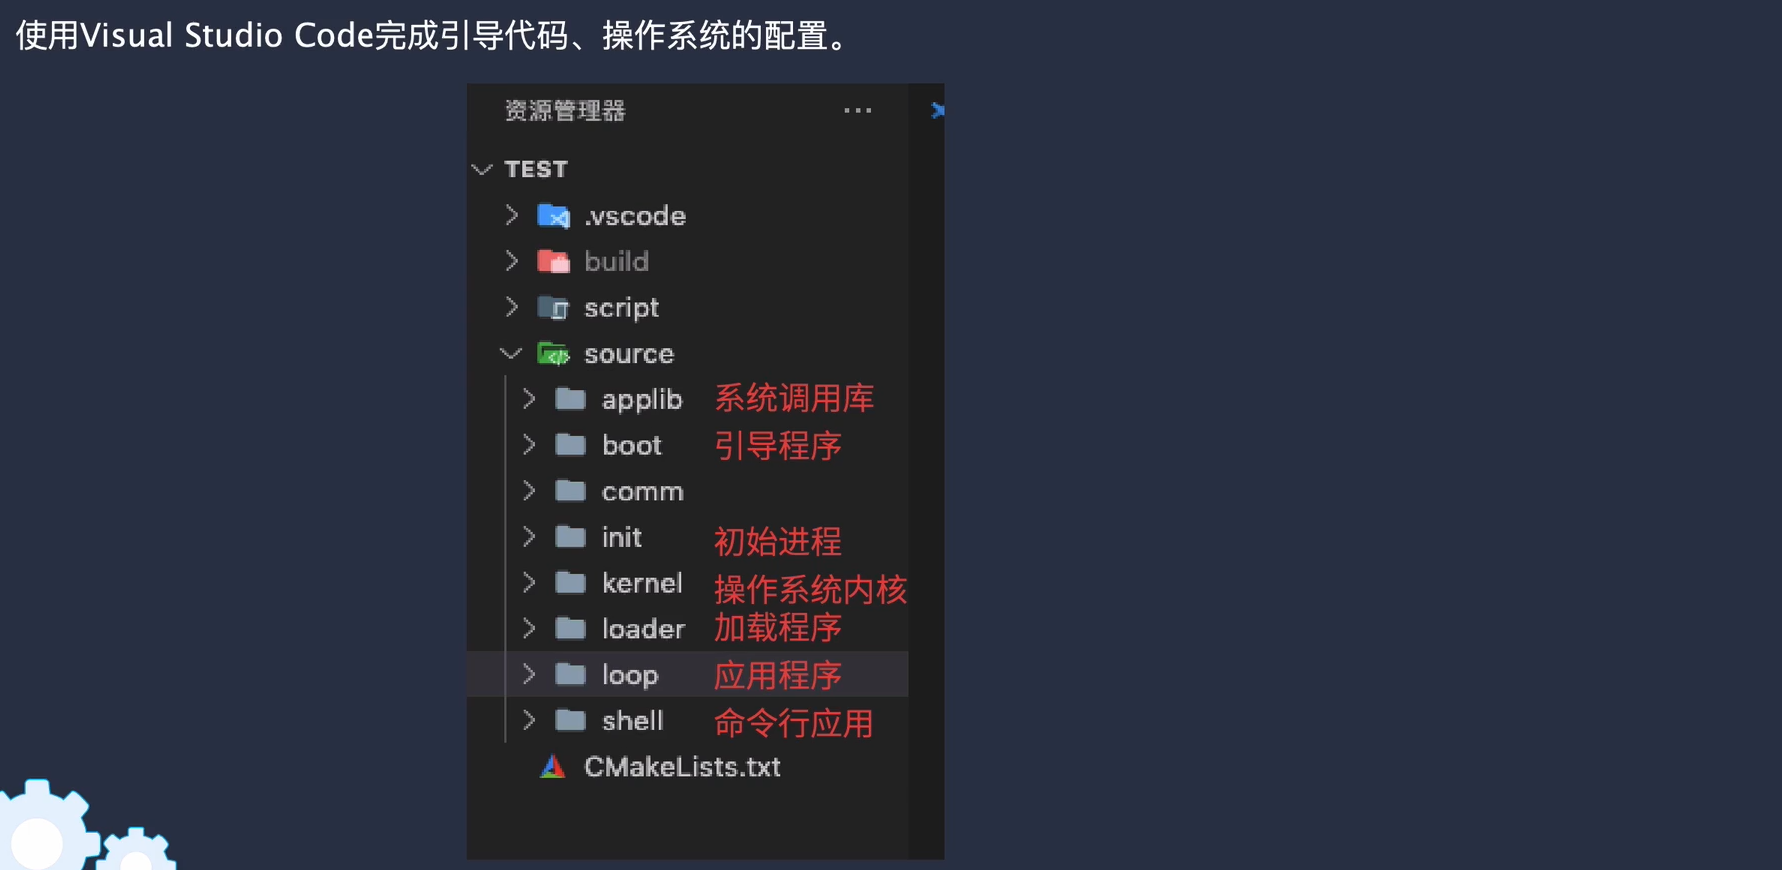 使用Visual Studio Code完成引导代码、操作系统的配置。
资源管理器 ···
TEST
.vscode
build
script
source
applib 系统调用库
boot 引导程序
comm
init 初始进程
kernel 操作系统内核
loader 加载程序
loop 应用程序
shell 命令行应用
CMakeLists.txt